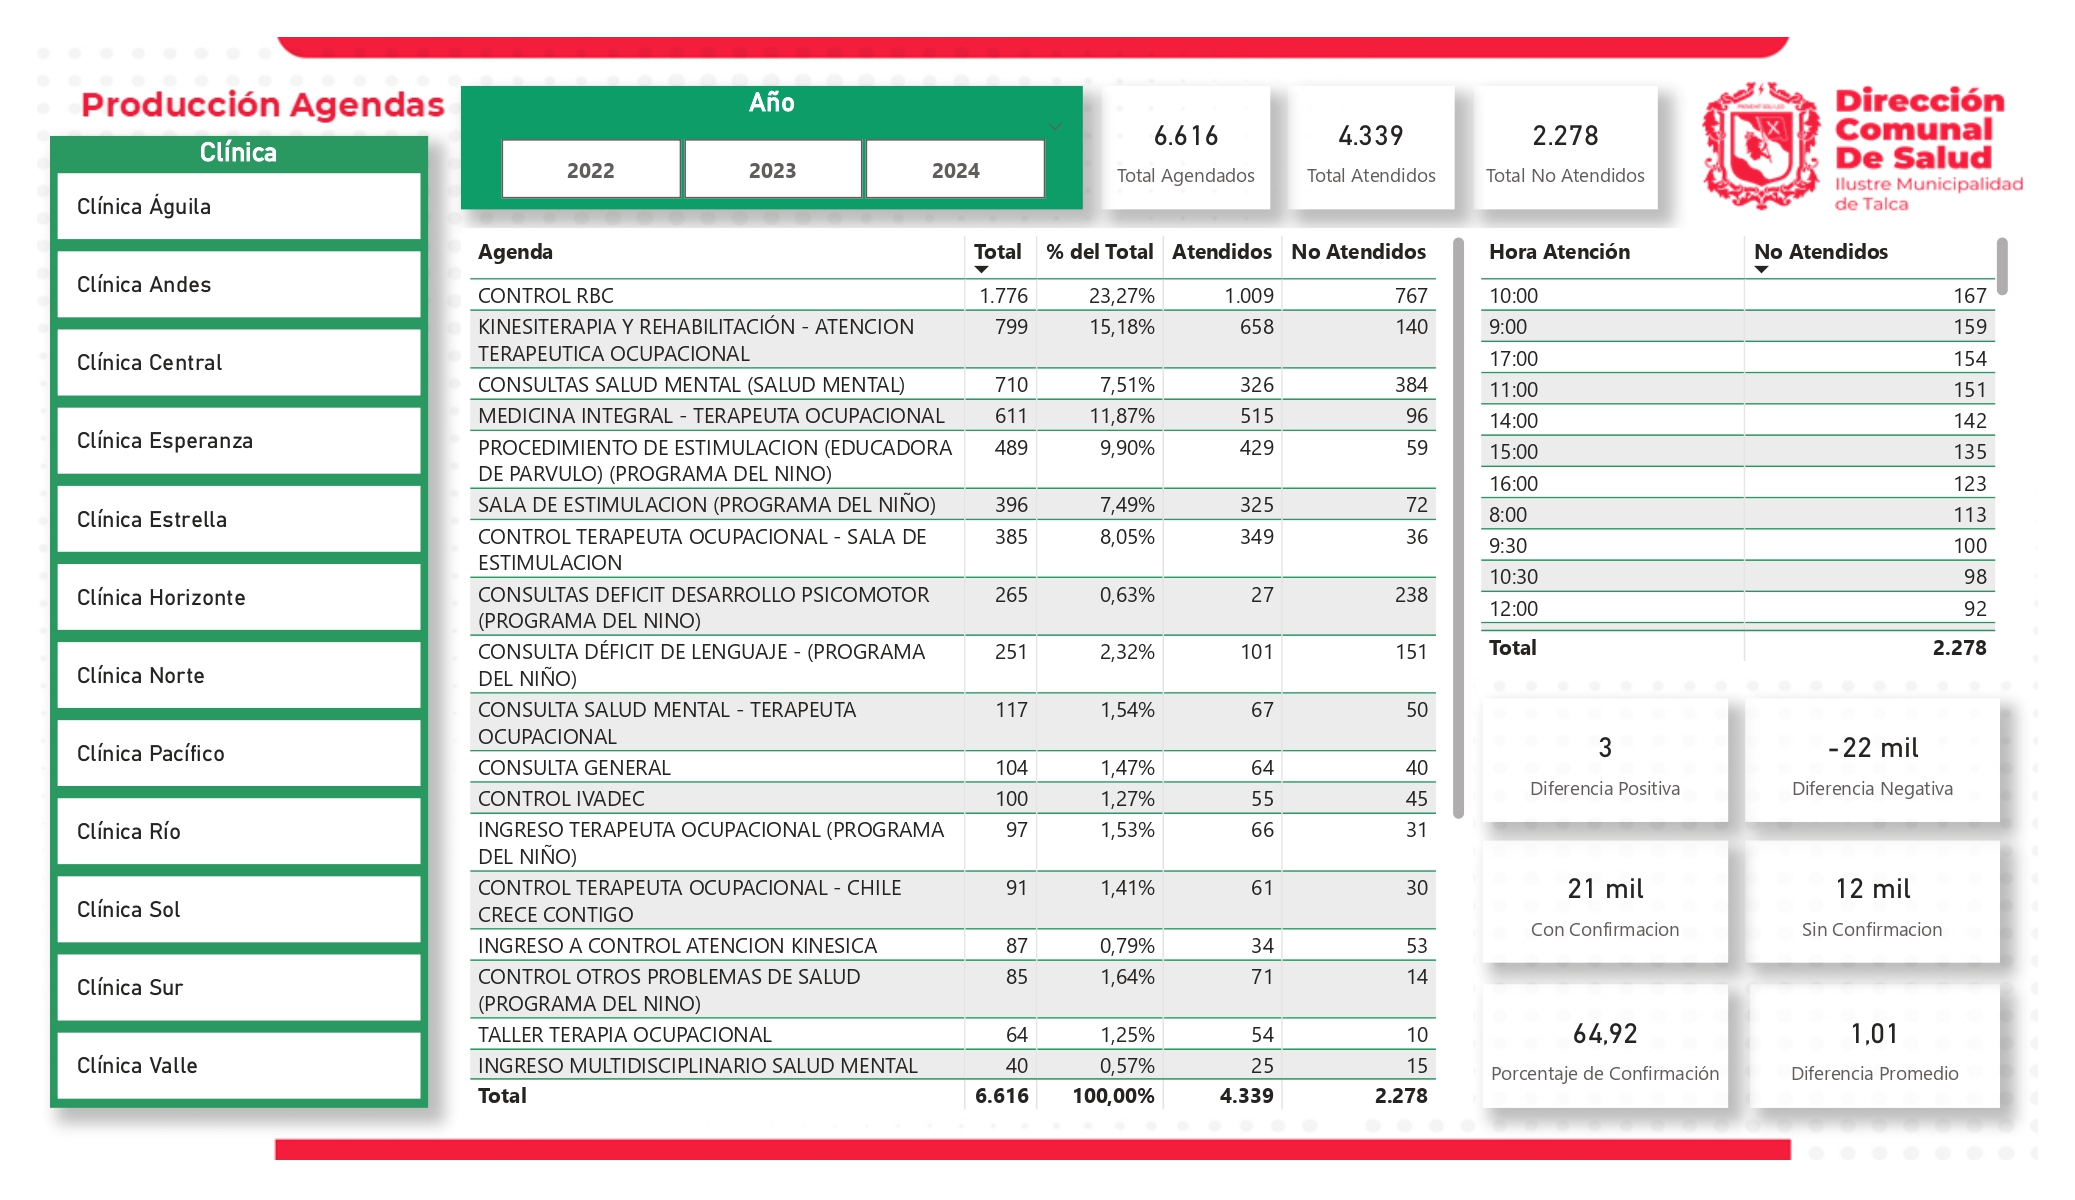 Producción Agendas
Clínica
Clínica Águila
Clínica Andes
Clínica Central
Clínica Esperanza
Clínica Estrella
Clínica Horizonte
Clínica Norte
Clínica Pacífico
Clínica Río
Clínica Sol
Clínica Sur
Clínica Valle
Año
2022 2023 2024
6.616
Total Agendados
4.339
Total Atendidos
2.278
Total No Atendidos
Dirección
Comunal
De Salud
Ilustre Municipalidad
de Talca
Agenda Total % del Total Atendidos No Atendidos
CONTROL RBC 1.776 23,27% 1.009 767
KINESITERAPIA Y REHABILITACIÓN - ATENCION 799 15,18% 658 140
TERAPEUTICA OCUPACIONAL
CONSULTAS SALUD MENTAL (SALUD MENTAL) 710 7,51% 326 384
MEDICINA INTEGRAL - TERAPEUTA OCUPACIONAL 611 11,87% 515 96
PROCEDIMIENTO DE ESTIMULACION (EDUCADORA 489 9,90% 429 59
DE PARVULO) (PROGRAMA DEL NINO)
SALA DE ESTIMULACION (PROGRAMA DEL NIÑO) 396 7,49% 325 72
CONTROL TERAPEUTA OCUPACIONAL - SALA DE 385 8,05% 349 36
ESTIMULACION
CONSULTAS DEFICIT DESARROLLO PSICOMOTOR 265 0,63% 27 238
(PROGRAMA DEL NINO)
CONSULTA DÉFICIT DE LENGUAJE - (PROGRAMA 251 2,32% 101 151
DEL NIÑO)
CONSULTA SALUD MENTAL - TERAPEUTA 117 1,54% 67 50
OCUPACIONAL
CONSULTA GENERAL 104 1,47% 64 40
CONTROL IVADEC 100 1,27% 55 45
INGRESO TERAPEUTA OCUPACIONAL (PROGRAMA 97 1,53% 66 31
DEL NIÑO)
CONTROL TERAPEUTA OCUPACIONAL - CHILE 91 1,41% 61 30
CRECE CONTIGO
INGRESO A CONTROL ATENCION KINESICA 87 0,79% 34 53
CONTROL OTROS PROBLEMAS DE SALUD 85 1,64% 71 14
(PROGRAMA DEL NINO)
TALLER TERAPIA OCUPACIONAL 64 1,25% 54 10
INGRESO MULTIDISCIPLINARIO SALUD MENTAL 40 0,57% 25 15
Total 6.616 100,00% 4.339 2.278
Hora Atención No Atendidos
10:00 167
9:00 159
17:00 154
11:00 151
14:00 142
15:00 135
16:00 123
8:00 113
9:30 100
10:30 98
12:00 92
Total 2.278
3
Diferencia Positiva
-22 mil
Diferencia Negativa
21 mil
Con Confirmacion
12 mil
Sin Confirmacion
64,92
Porcentaje de Confirmación
1,01
Diferencia Promedio